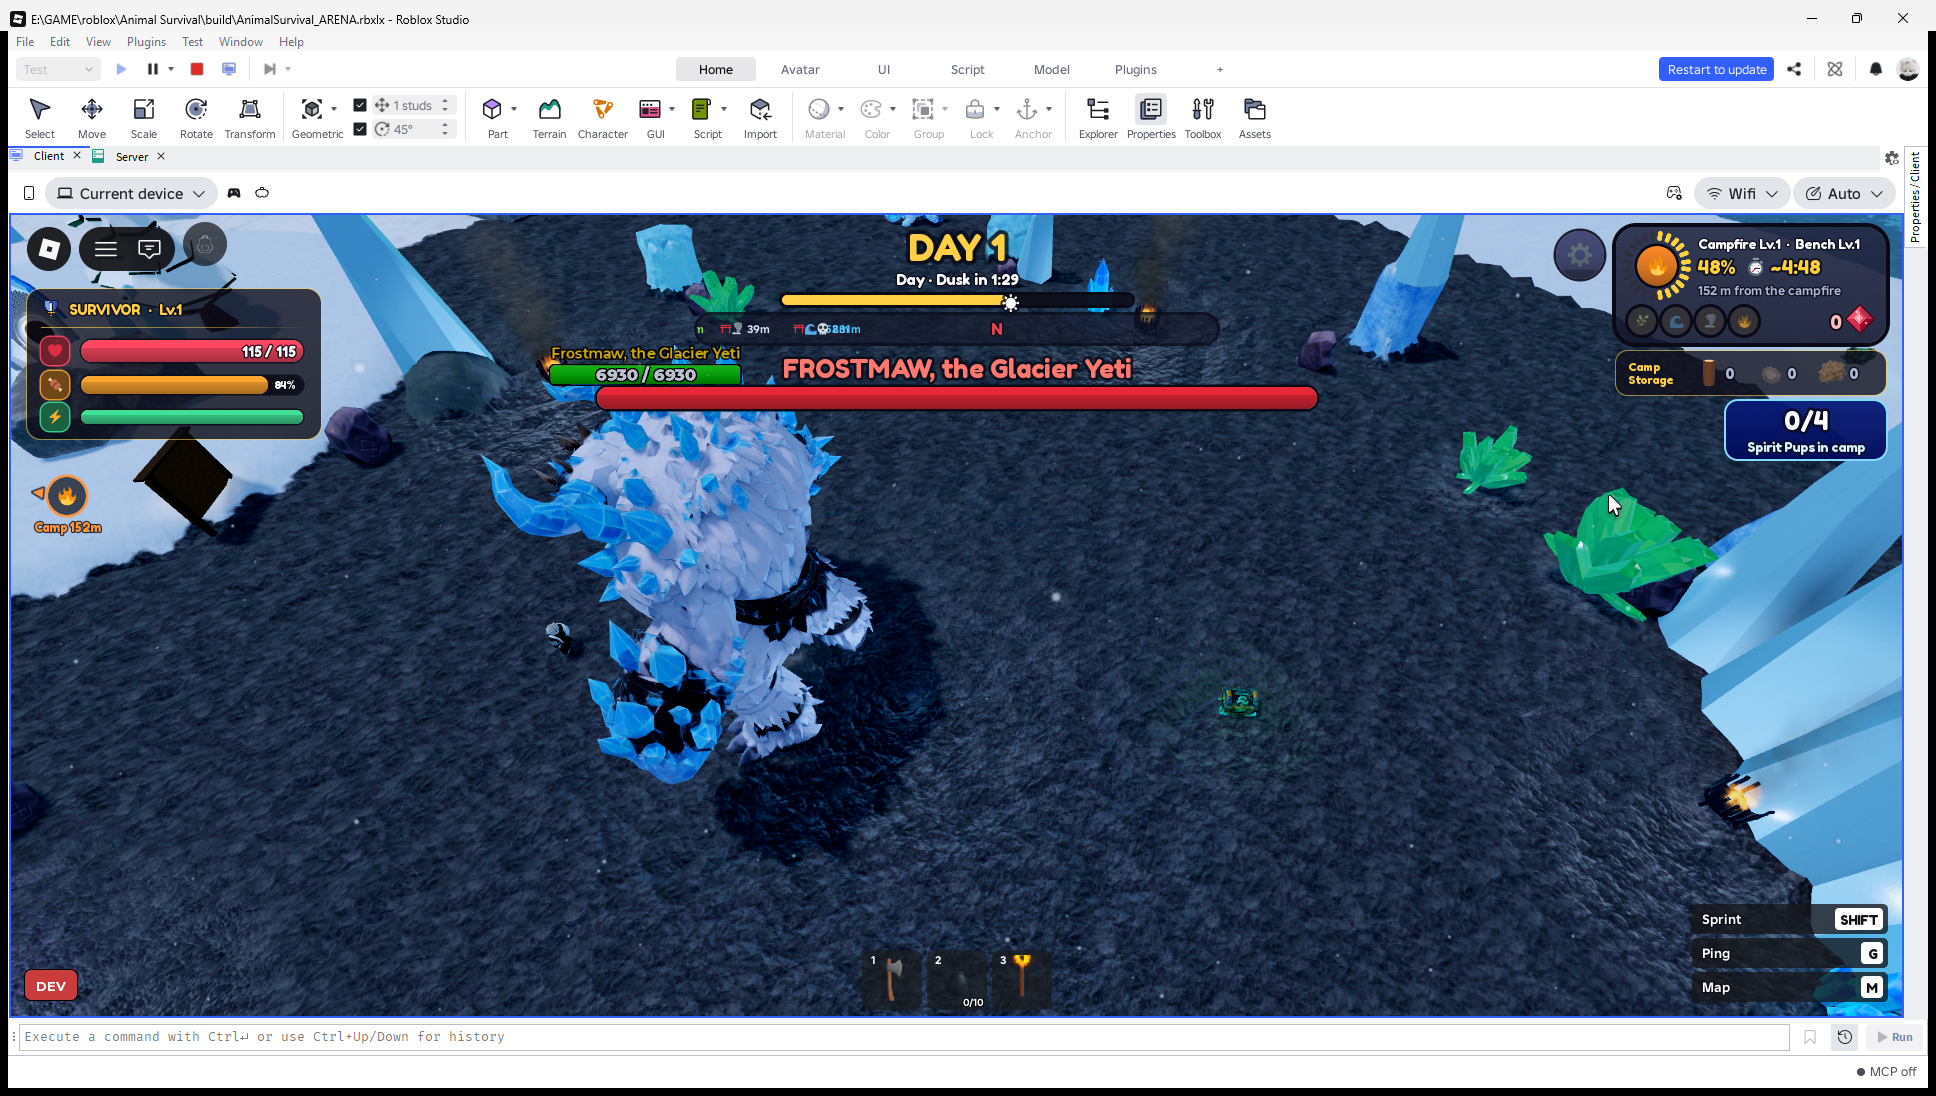 E:\GAME\roblox\Animal Survival\build\AnimalSurvival_ARENA.rbxlx - Roblox Studio
File Edit View Plugins Test Window Help
Test
Home Avatar UI Script Model Plugins +
Restart to update
1 studs
45°
Select Move Scale Rotate Transform Geometric Part Terrain Character GUI Script Import Material Color Group Lock Anchor Explorer Properties Toolbox Assets
Client Server
Properties / Client
Current device
Wifi Auto
DAY 1
Day · Dusk in 1:29
39m
N
SURVIVOR · Lv.1
115 / 115
84%
Camp 152m
Frostmaw, the Glacier Yeti
6930 / 6930
FROSTMAW, the Glacier Yeti
Campfire Lv.1 · Bench Lv.1
48% ~4:48
152 m from the campfire
0
Camp Storage 0 0 0
0/4
Spirit Pups in camp
Sprint SHIFT
Ping G
Map M
1 2 3
0/10
DEV
Execute a command with Ctrl↵ or use Ctrl+Up/Down for history
Run
MCP off